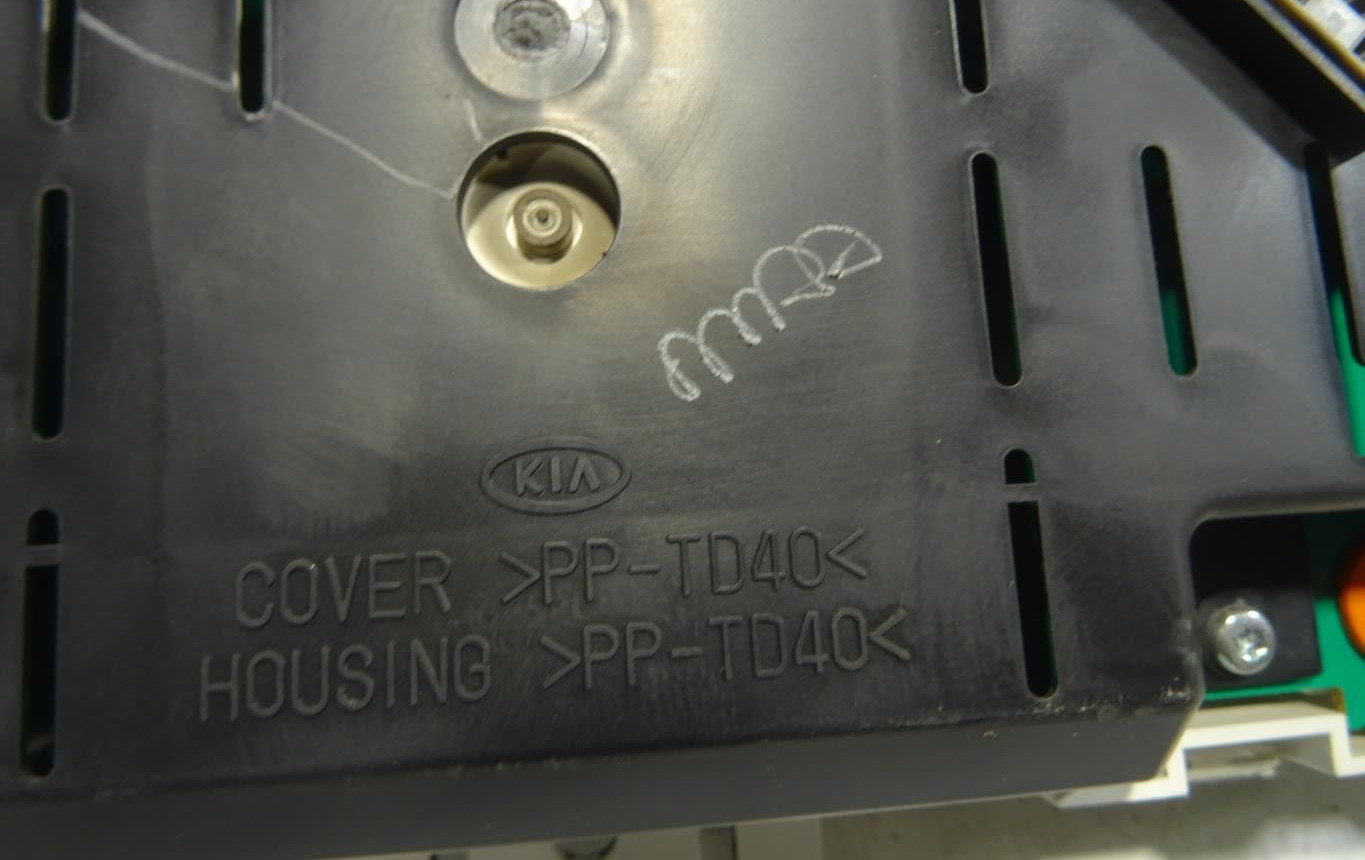 KIA
COVER >PP-TD40<
HOUSING >PP-TD40<